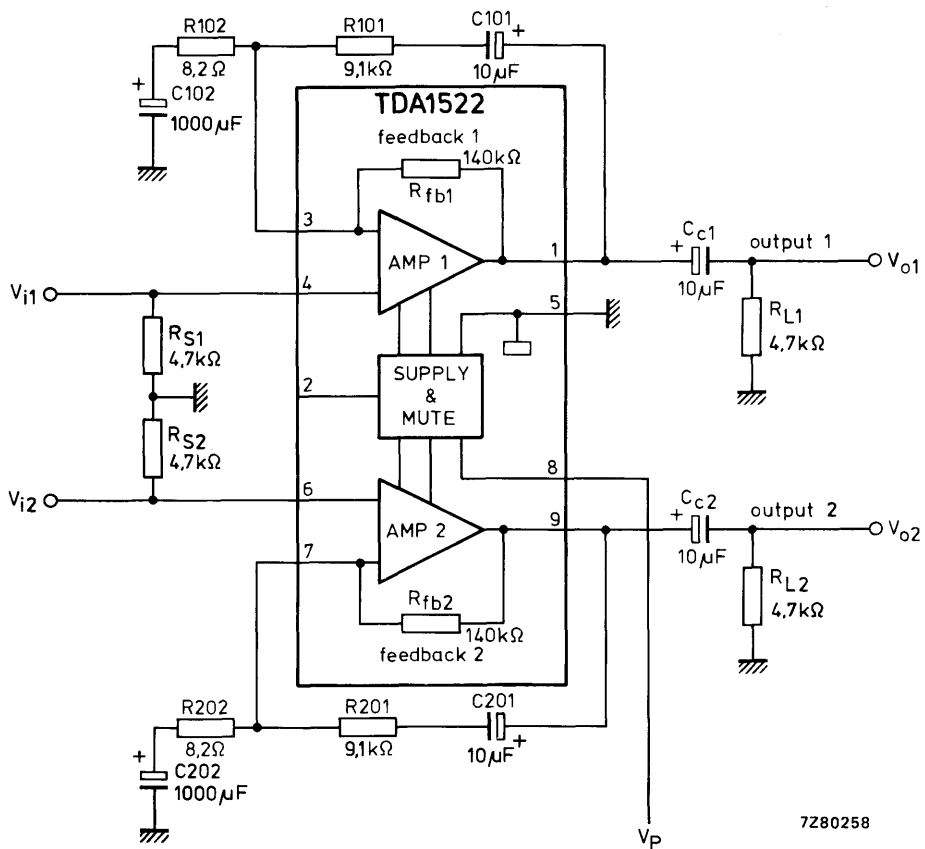 R102
8,2Ω
R101
9,1kΩ
C101
+
10μF
+
C102
1000μF
TDA1522
feedback 1
140kΩ
Rfb1
3
AMP 1
1
Cc1
+
10μF
output 1
Vo1
Vi1
4
5
RL1
4,7kΩ
RS1
4,7kΩ
SUPPLY
&
MUTE
2
RS2
4,7kΩ
8
Vi2
6
AMP 2
9
Cc2
+
10μF
output 2
Vo2
7
Rfb2
140kΩ
feedback 2
RL2
4,7kΩ
R202
8,2Ω
R201
9,1kΩ
C201
10μF
+
+
C202
1000μF
VP
7Z80258